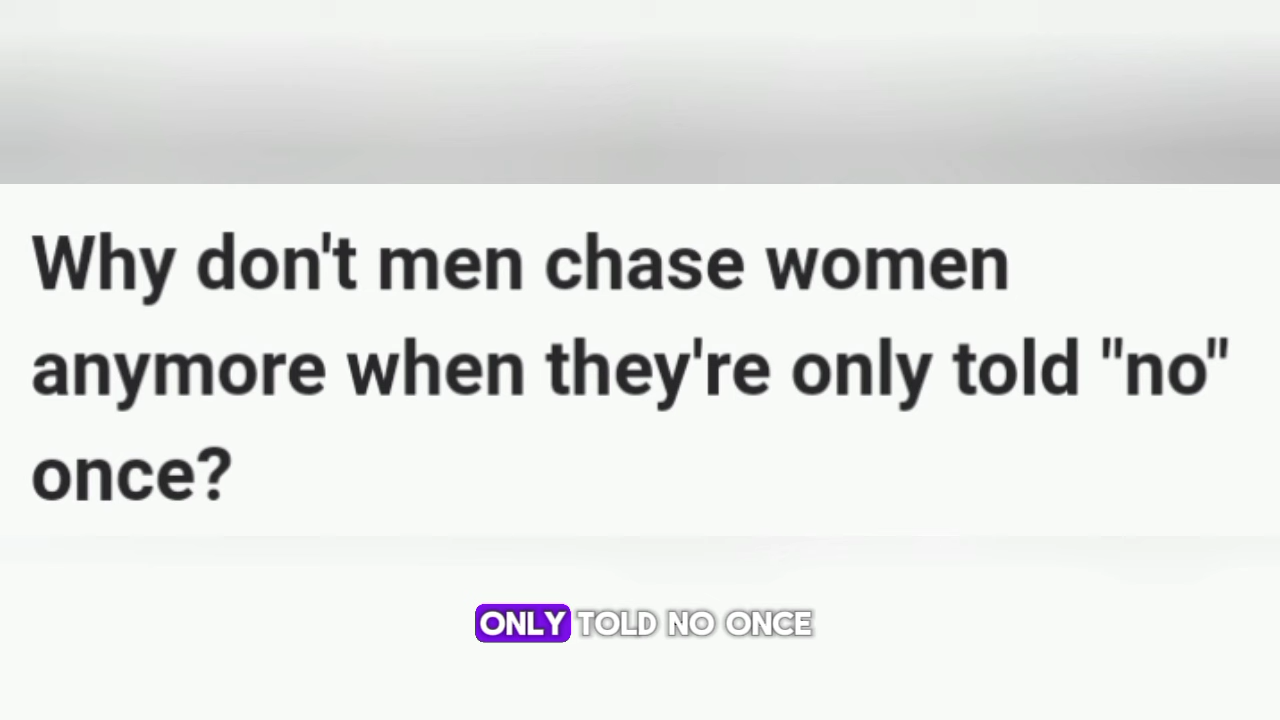 Why don't men chase women
anymore when they're only told "no"
once?
ONLY TOLD NO ONCE